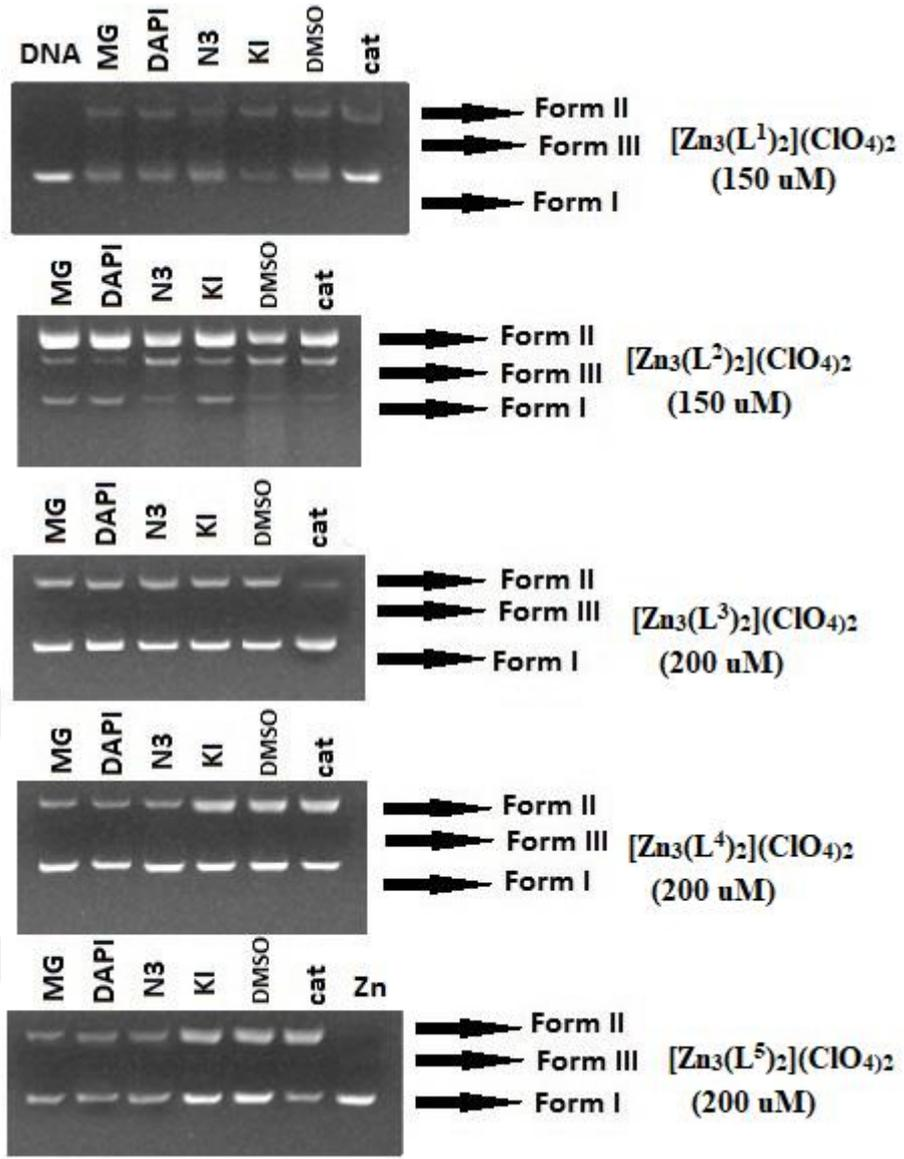 DNA MG DAPI N3 KI DMSO cat
Form II
Form III
Form I
[Zn3(L1)2](ClO4)2
(150 uM)
MG DAPI N3 KI DMSO cat
Form II
Form III
Form I
[Zn3(L2)2](ClO4)2
(150 uM)
MG DAPI N3 KI DMSO cat
Form II
Form III
Form I
[Zn3(L3)2](ClO4)2
(200 uM)
MG DAPI N3 KI DMSO cat
Form II
Form III
Form I
[Zn3(L4)2](ClO4)2
(200 uM)
MG DAPI N3 KI DMSO cat Zn
Form II
Form III
Form I
[Zn3(L5)2](ClO4)2
(200 uM)